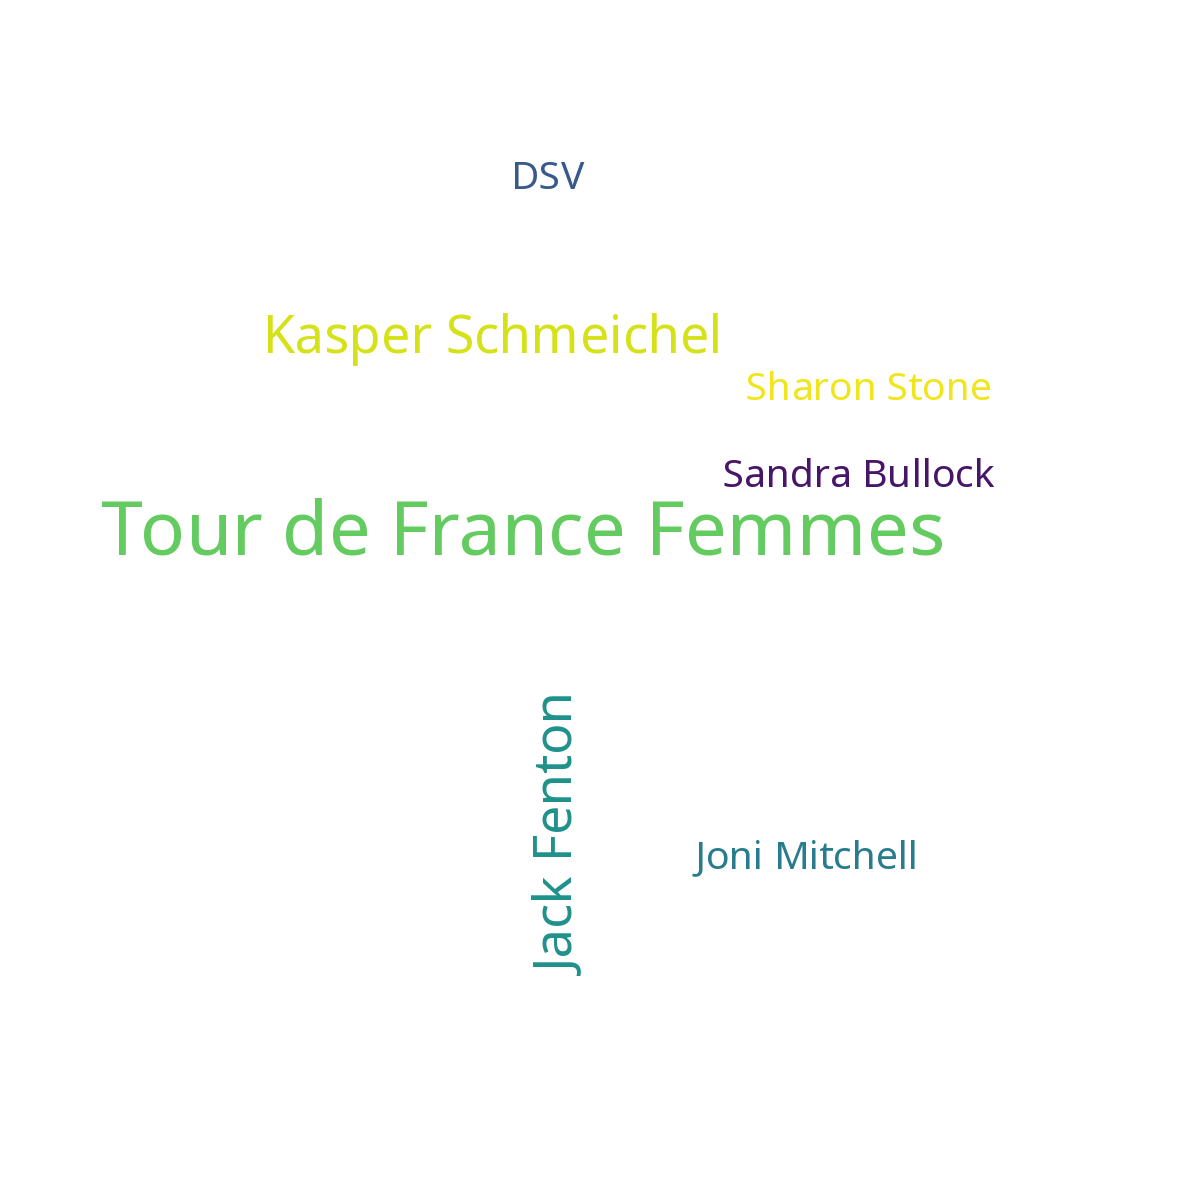 DSV
Kasper Schmeichel
Sharon Stone
Sandra Bullock
Tour de France Femmes
Jack Fenton
Joni Mitchell